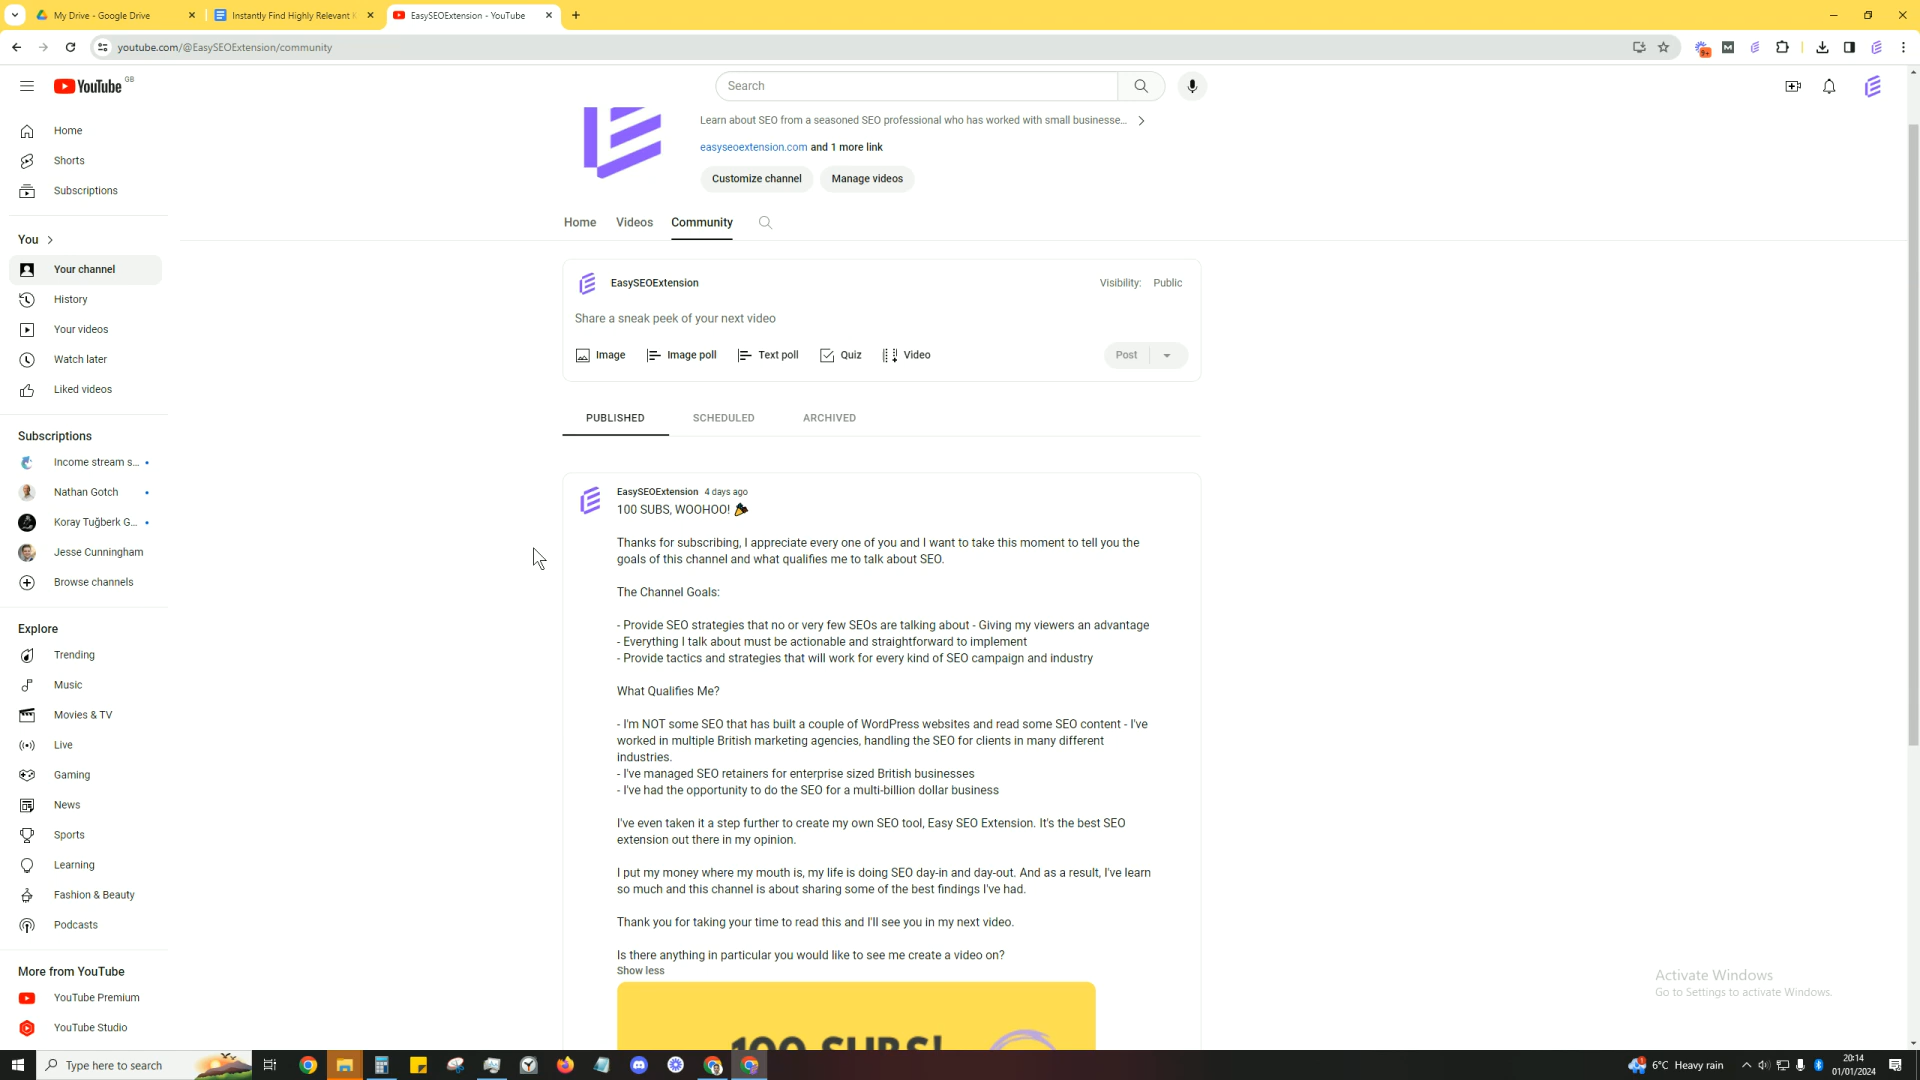 My Drive - Google Drive
Instantly Find Highly Relevant
EasySEOExtension - YouTube
youtube.com/@EasySEOExtension/community
9+
M
YouTube GB
Search
Home
Shorts
Subscriptions
You
Your channel
History
Your videos
Watch later
Liked videos
Subscriptions
Income stream s...
Nathan Gotch
Koray Tuğberk G...
Jesse Cunningham
Browse channels
Explore
Trending
Music
Movies & TV
Live
Gaming
News
Sports
Learning
Fashion & Beauty
Podcasts
More from YouTube
YouTube Premium
YouTube Studio
Learn about SEO from a seasoned SEO professional who has worked with small businesse...
easyseoextension.com and 1 more link
Customize channel
Manage videos
Home
Videos
Community
EasySEOExtension
Visibility: Public
Share a sneak peek of your next video
Image
Image poll
Text poll
Quiz
Video
Post
PUBLISHED
SCHEDULED
ARCHIVED
EasySEOExtension 4 days ago
100 SUBS, WOOHOO! 🎉
Thanks for subscribing, I appreciate every one of you and I want to take this moment to tell you the
goals of this channel and what qualifies me to talk about SEO.
The Channel Goals:
- Provide SEO strategies that no or very few SEOs are talking about - Giving my viewers an advantage
- Everything I talk about must be actionable and straightforward to implement
- Provide tactics and strategies that will work for every kind of SEO campaign and industry
What Qualifies Me?
- I'm NOT some SEO that has built a couple of WordPress websites and read some SEO content - I've
worked in multiple British marketing agencies, handling the SEO for clients in many different
industries.
- I've managed SEO retainers for enterprise sized British businesses
- I've had the opportunity to do the SEO for a multi-billion dollar business
I've even taken it a step further to create my own SEO tool, Easy SEO Extension. It's the best SEO
extension out there in my opinion.
I put my money where my mouth is, my life is doing SEO day-in and day-out. And as a result, I've learn
so much and this channel is about sharing some of the best findings I've had.
Thank you for taking your time to read this and I'll see you in my next video.
Is there anything in particular you would like to see me create a video on?
Show less
100 SUBS!
Activate Windows
Go to Settings to activate Windows.
Type here to search
6°C Heavy rain
20:14
01/01/2024